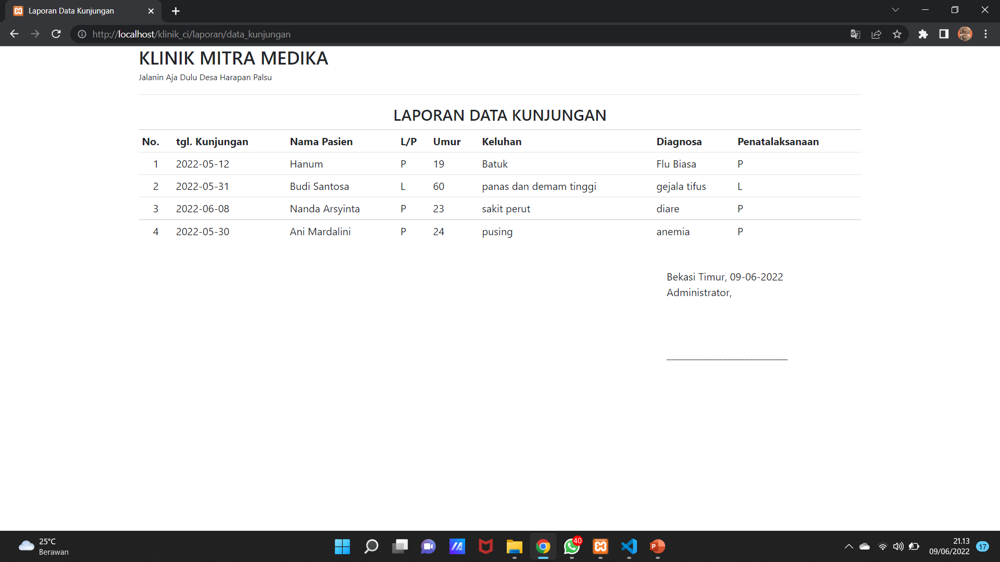 Laporan Data Kunjungan
http://localhost/klinik_ci/laporan/data_kunjungan
KLINIK MITRA MEDIKA
Jalanin Aja Dulu Desa Harapan Palsu
LAPORAN DATA KUNJUNGAN
No. tgl. Kunjungan Nama Pasien L/P Umur Keluhan Diagnosa Penatalaksanaan
1 2022-05-12 Hanum P 19 Batuk Flu Biasa P
2 2022-05-31 Budi Santosa L 60 panas dan demam tinggi gejala tifus L
3 2022-06-08 Nanda Arsyinta P 23 sakit perut diare P
4 2022-05-30 Ani Mardalini P 24 pusing anemia P
Bekasi Timur, 09-06-2022
Administrator,
____________________________
25°C
Berawan
40
21.13
09/06/2022
17